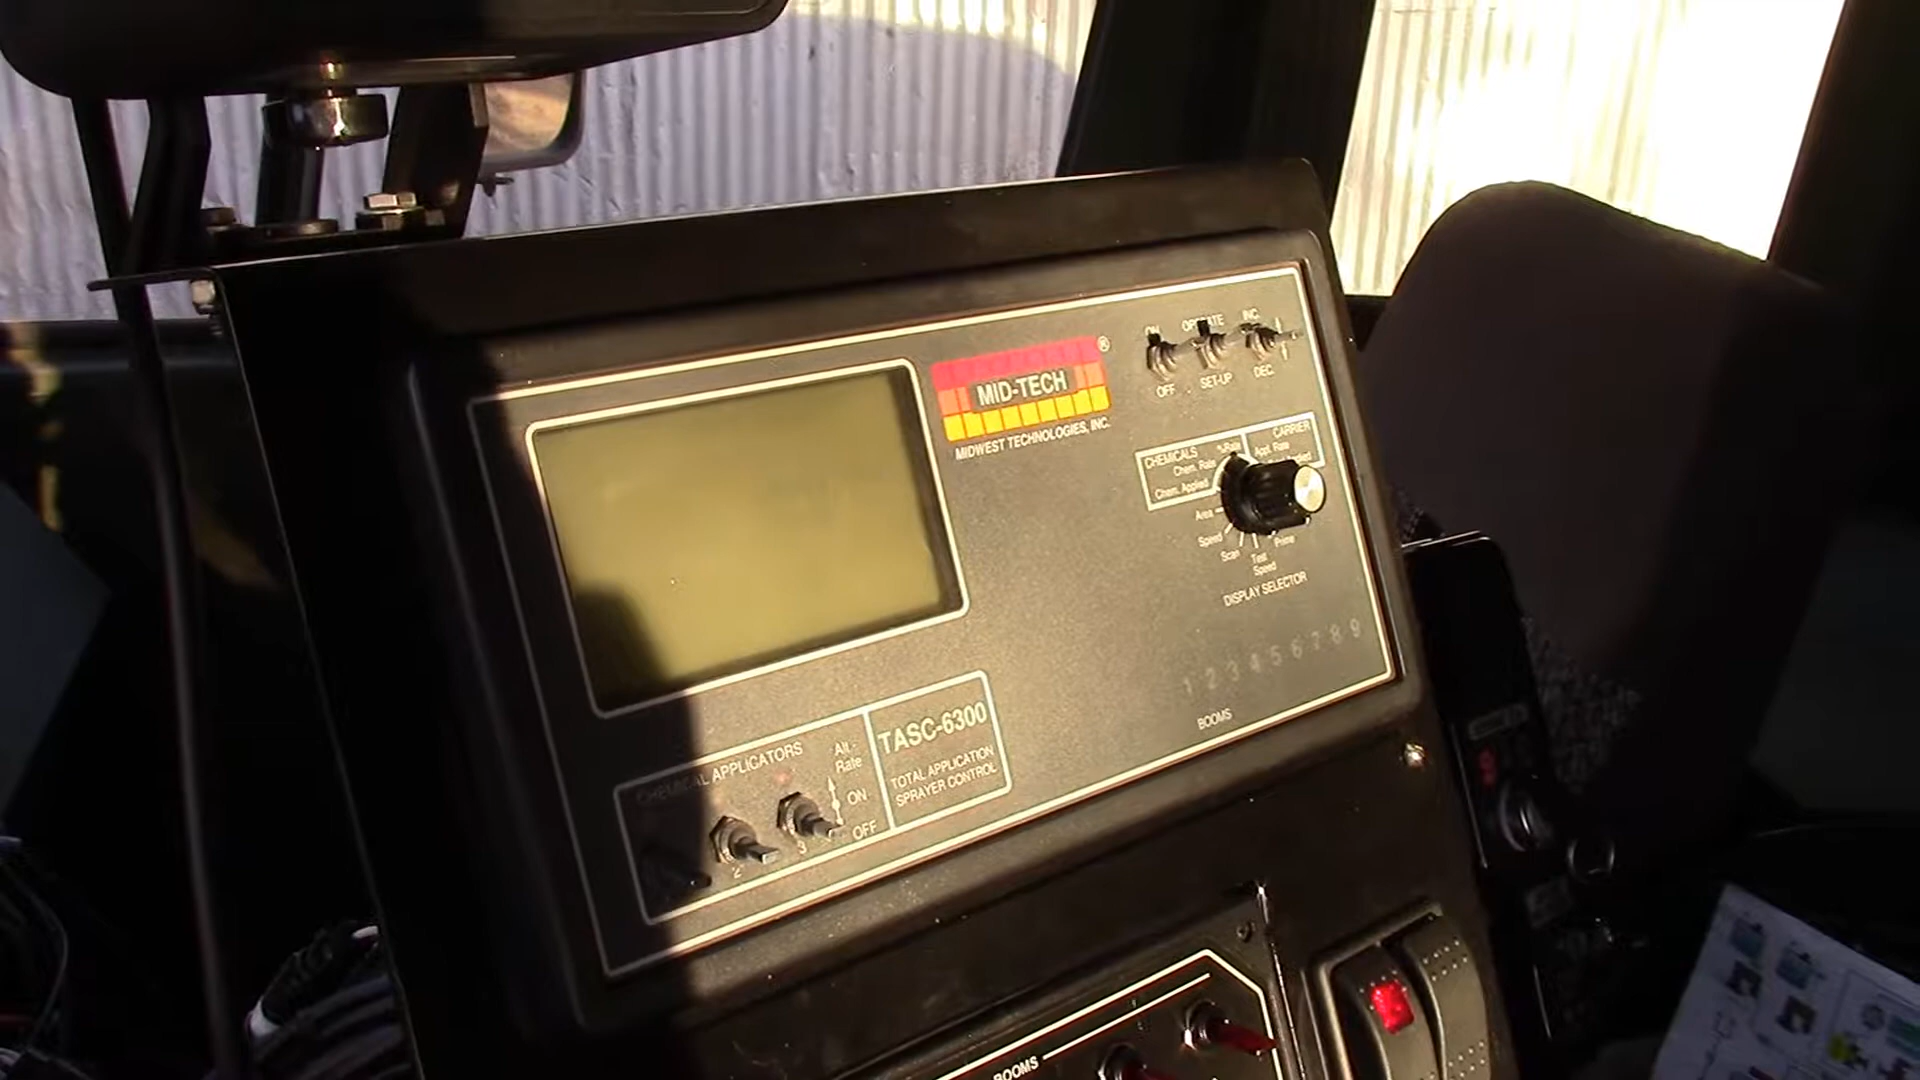 MID-TECH®
MIDWEST TECHNOLOGIES, INC.
ON OPERATE INC.
OFF SET-UP DEC.
CHEMICALS
CARRIER
%Rate
Appl. Rate
Chem. Rate
Chem. Applied
Area
Speed
Scan
Test Speed
Prime
DISPLAY SELECTOR
1 2 3 4 5 6 7 8 9
BOOMS
CHEMICAL APPLICATORS
Alt - Rate
ON
OFF
2
3
TASC-6300
TOTAL APPLICATION
SPRAYER CONTROL
BOOMS